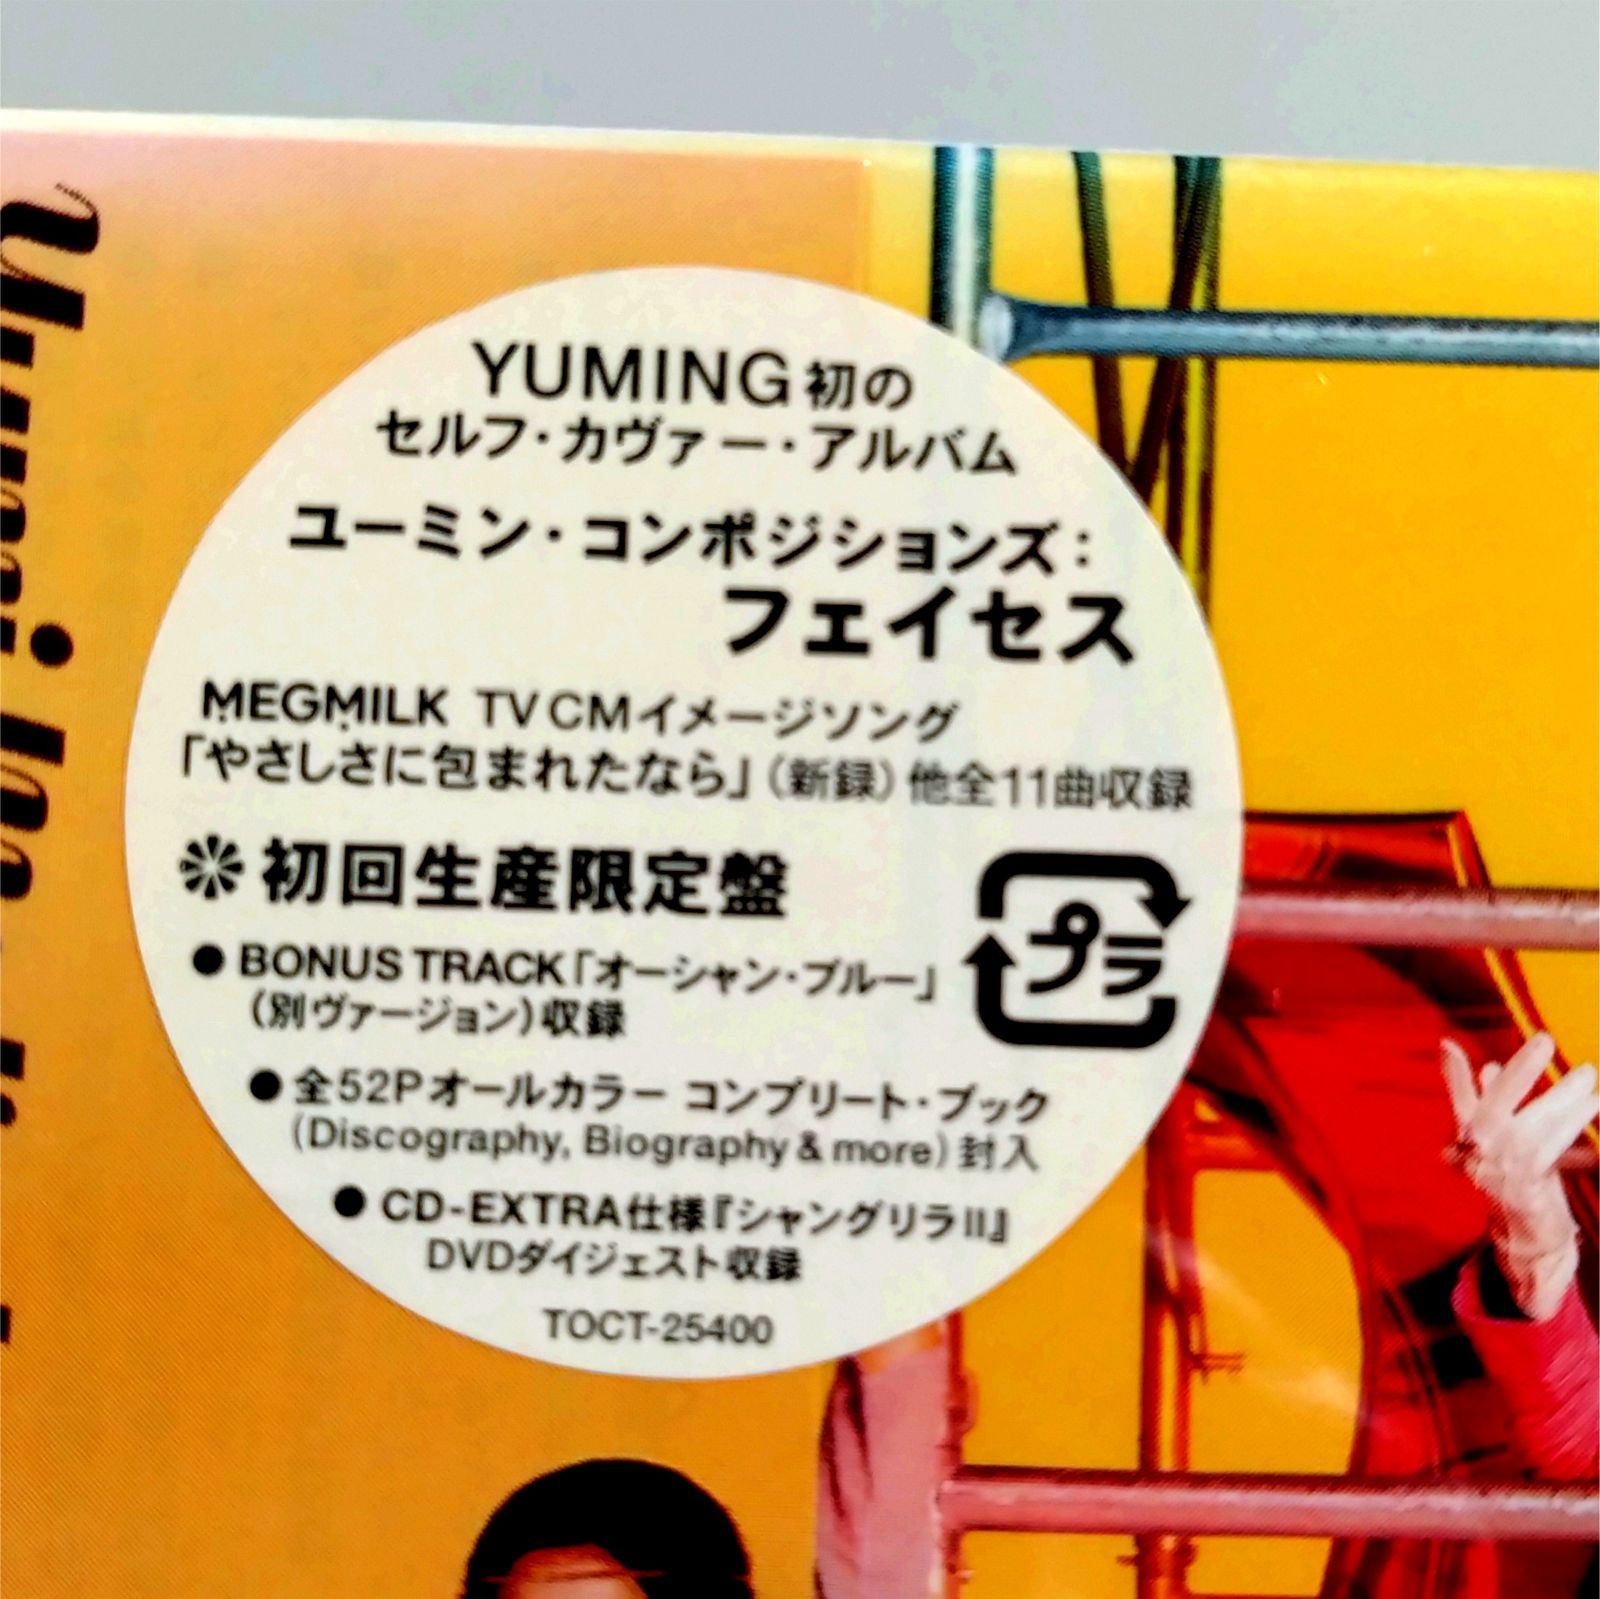 YUMING初の
セルフ・カヴァー・アルバム
ユーミン・コンポジションズ：
フェイセス
MEGMILK TV CMイメージソング
「やさしさに包まれたなら」（新録）他全11曲収録
❊初回生産限定盤
プラ
●BONUS TRACK「オーシャン・ブルー」
（別ヴァージョン）収録
●全52Pオールカラー コンプリート・ブック
（Discography, Biography & more）封入
●CD-EXTRA仕様『シャングリラII』
DVDダイジェスト収録
TOCT-25400